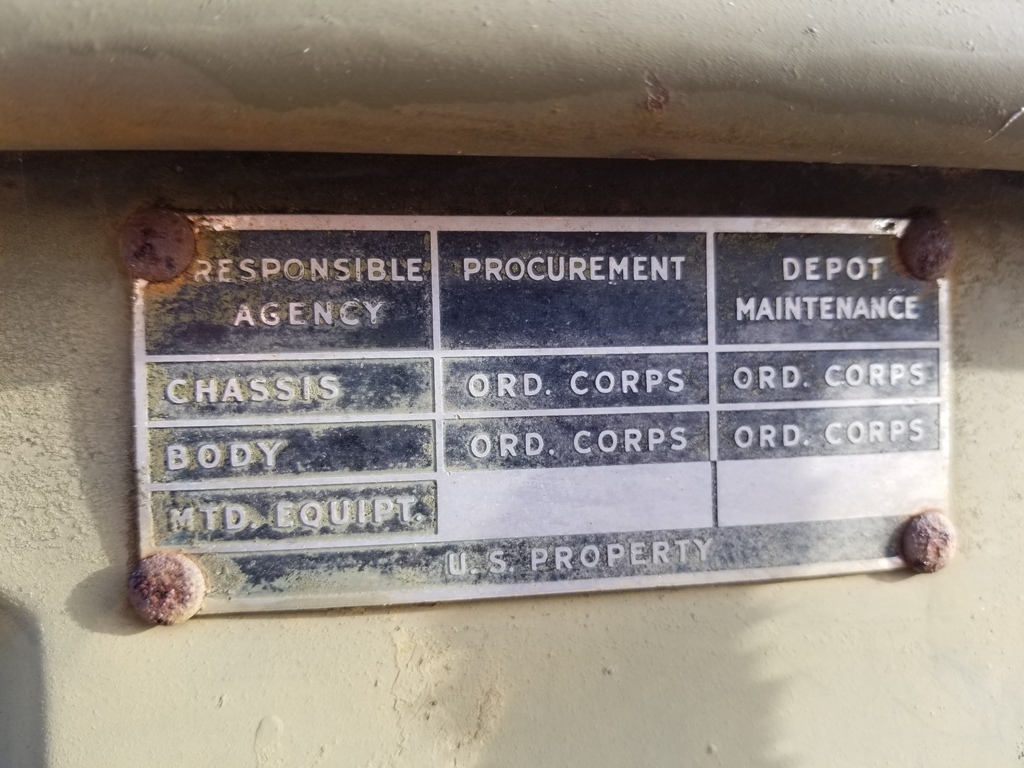 RESPONSIBLE AGENCY PROCUREMENT DEPOT MAINTENANCE
CHASSIS ORD. CORPS ORD. CORPS
BODY ORD. CORPS ORD. CORPS
MTD. EQUIPT.
U.S. PROPERTY